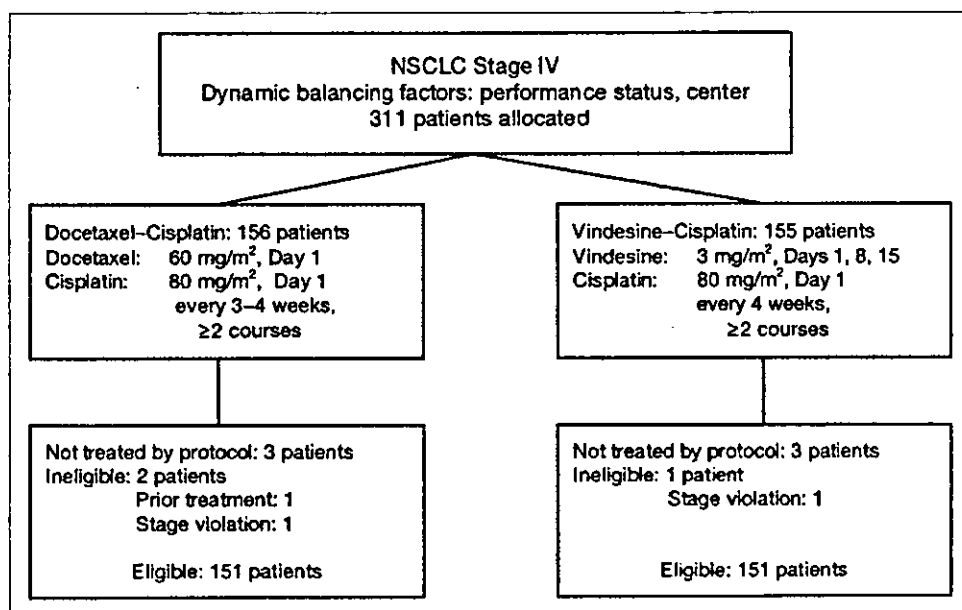 NSCLC Stage IV
Dynamic balancing factors: performance status, center
311 patients allocated
Docetaxel–Cisplatin: 156 patients
Docetaxel: 60 mg/m², Day 1
Cisplatin: 80 mg/m², Day 1
every 3–4 weeks,
≥2 courses
Vindesine–Cisplatin: 155 patients
Vindesine: 3 mg/m², Days 1, 8, 15
Cisplatin: 80 mg/m², Day 1
every 4 weeks,
≥2 courses
Not treated by protocol: 3 patients
Ineligible: 2 patients
Prior treatment: 1
Stage violation: 1
Eligible: 151 patients
Not treated by protocol: 3 patients
Ineligible: 1 patient
Stage violation: 1
Eligible: 151 patients